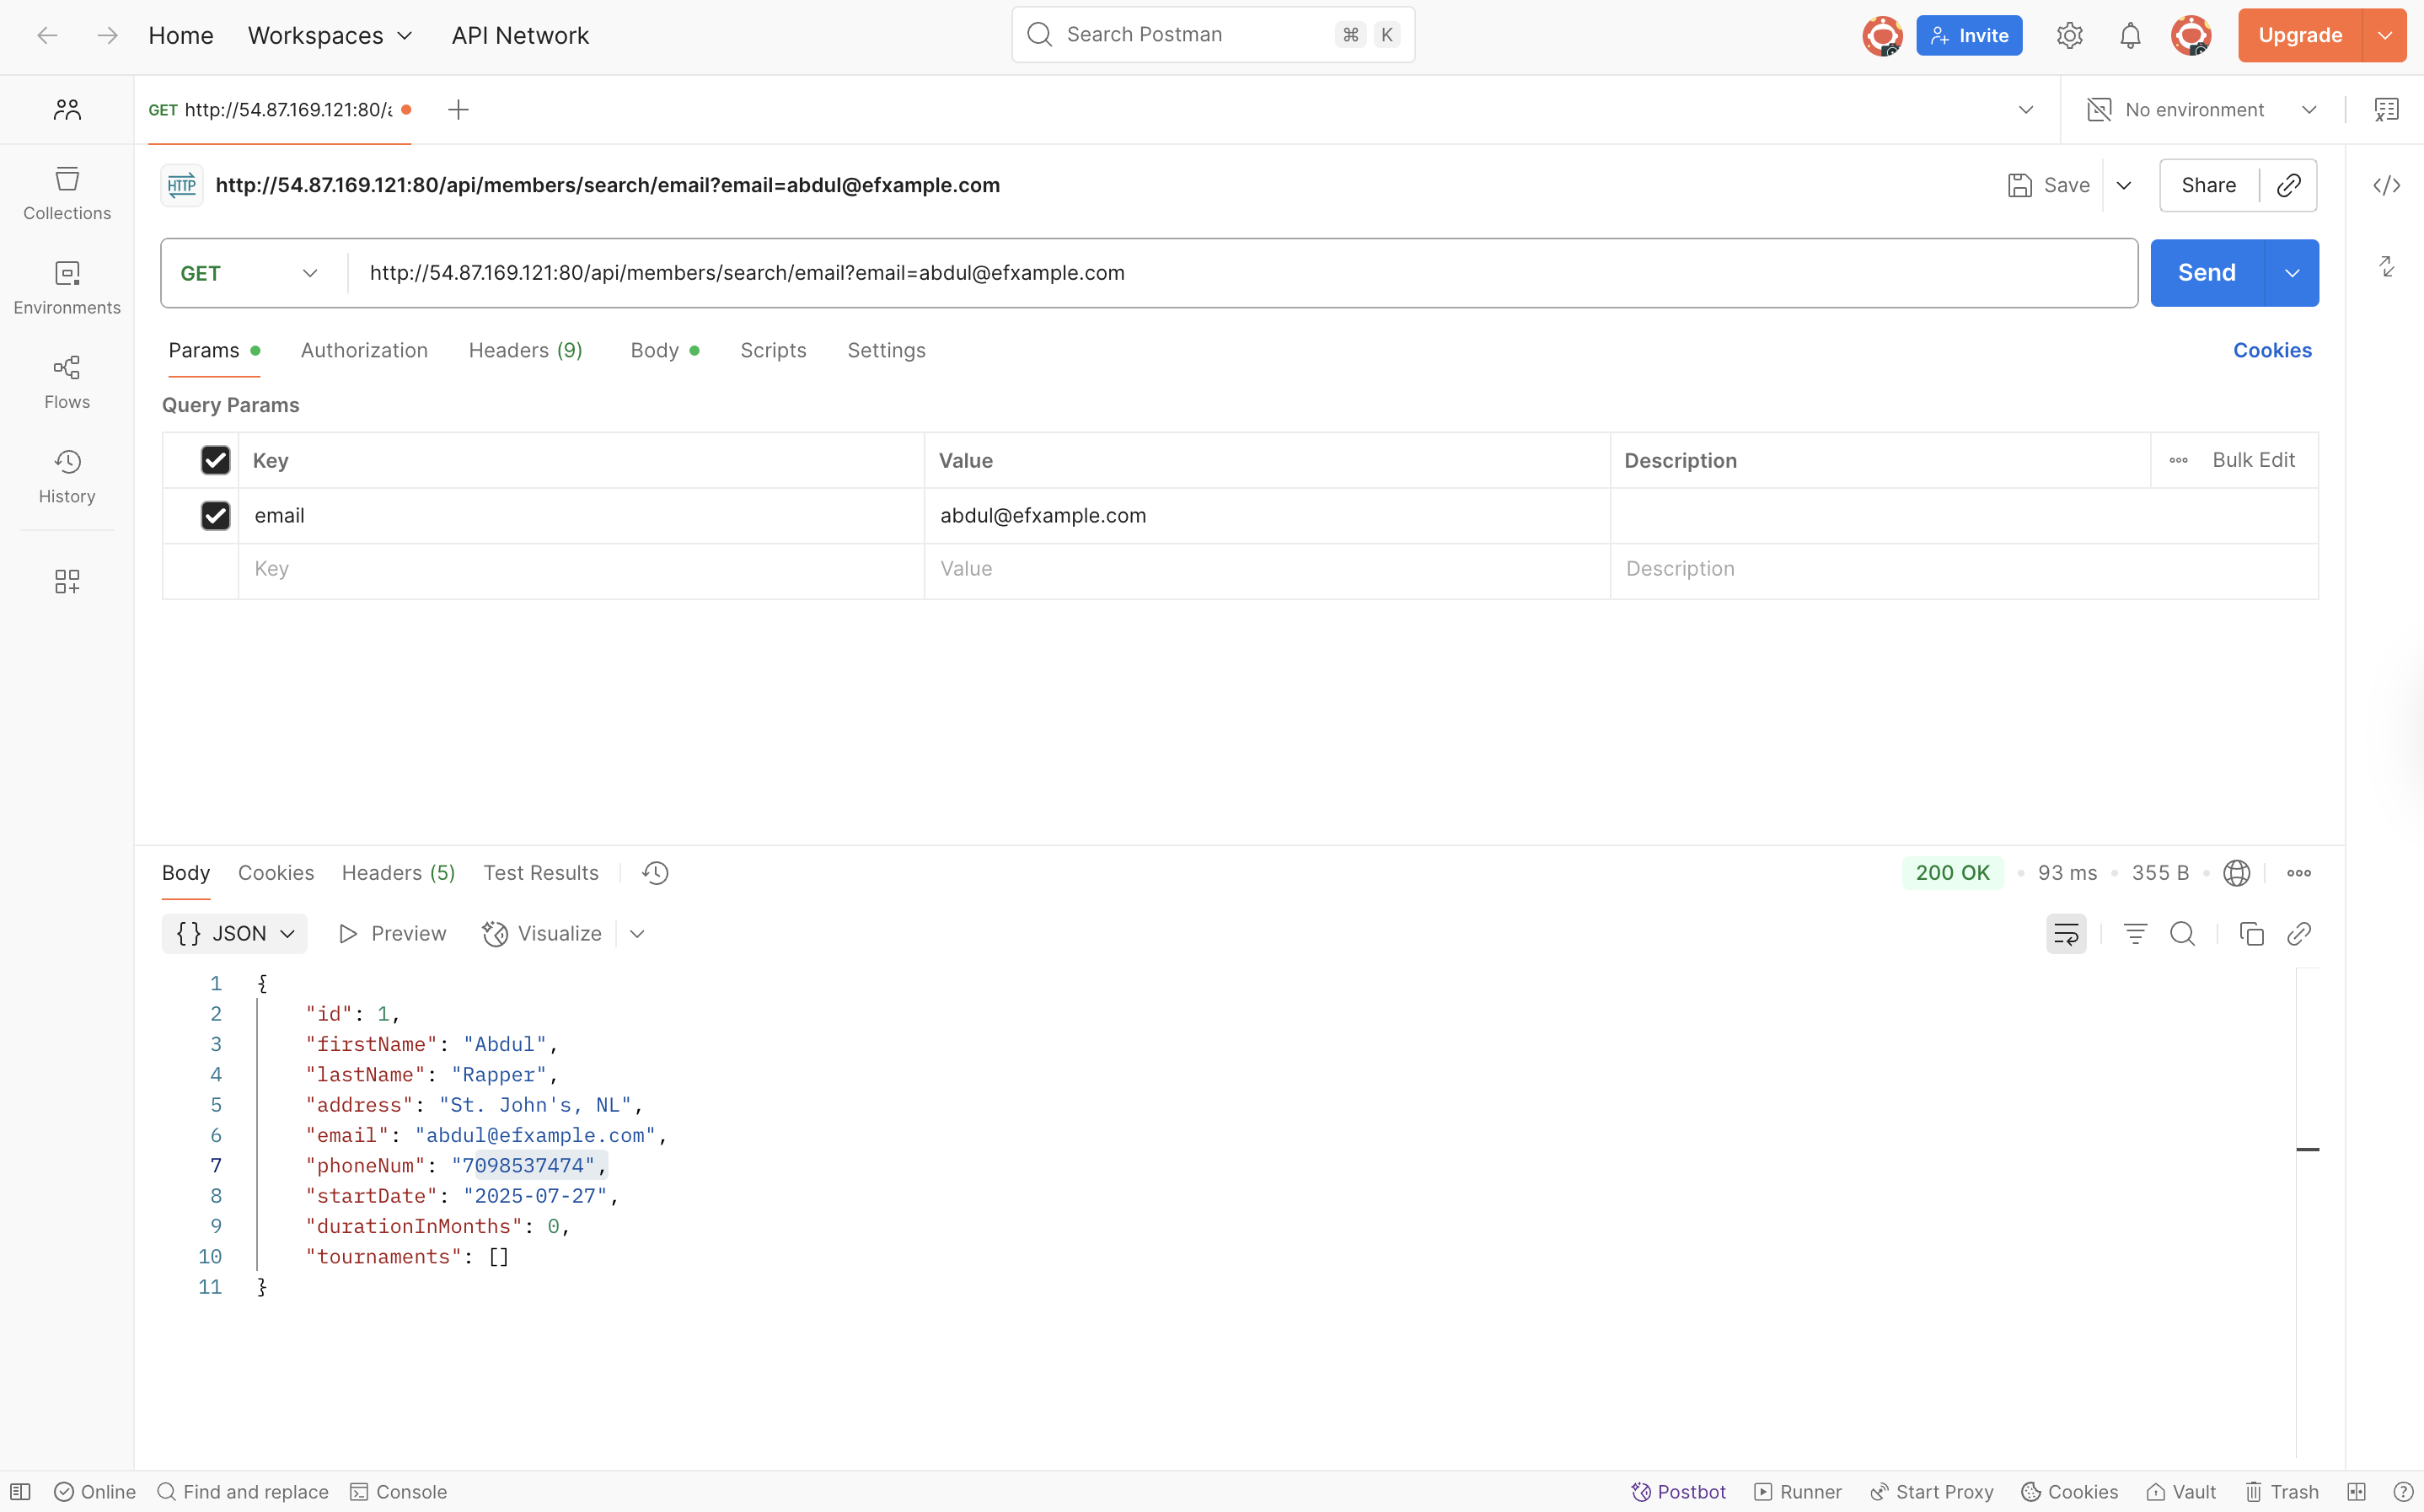 Home Workspaces API Network Search Postman ⌘ K Invite Upgrade
GET http://54.87.169.121:80/a No environment
HTTP http://54.87.169.121:80/api/members/search/email?email=abdul@efxample.com Save Share
GET http://54.87.169.121:80/api/members/search/email?email=abdul@efxample.com Send
Collections
Environments
Flows
History
Params Authorization Headers (9) Body Scripts Settings Cookies
Query Params
Key Value Description Bulk Edit
email abdul@efxample.com
Key Value Description
Body Cookies Headers (5) Test Results 200 OK 93 ms 355 B
{} JSON Preview Visualize
1 {
2 "id": 1,
3 "firstName": "Abdul",
4 "lastName": "Rapper",
5 "address": "St. John's, NL",
6 "email": "abdul@efxample.com",
7 "phoneNum": "7098537474",
8 "startDate": "2025-07-27",
9 "durationInMonths": 0,
10 "tournaments": []
11 }
Online Find and replace Console Postbot Runner Start Proxy Cookies Vault Trash